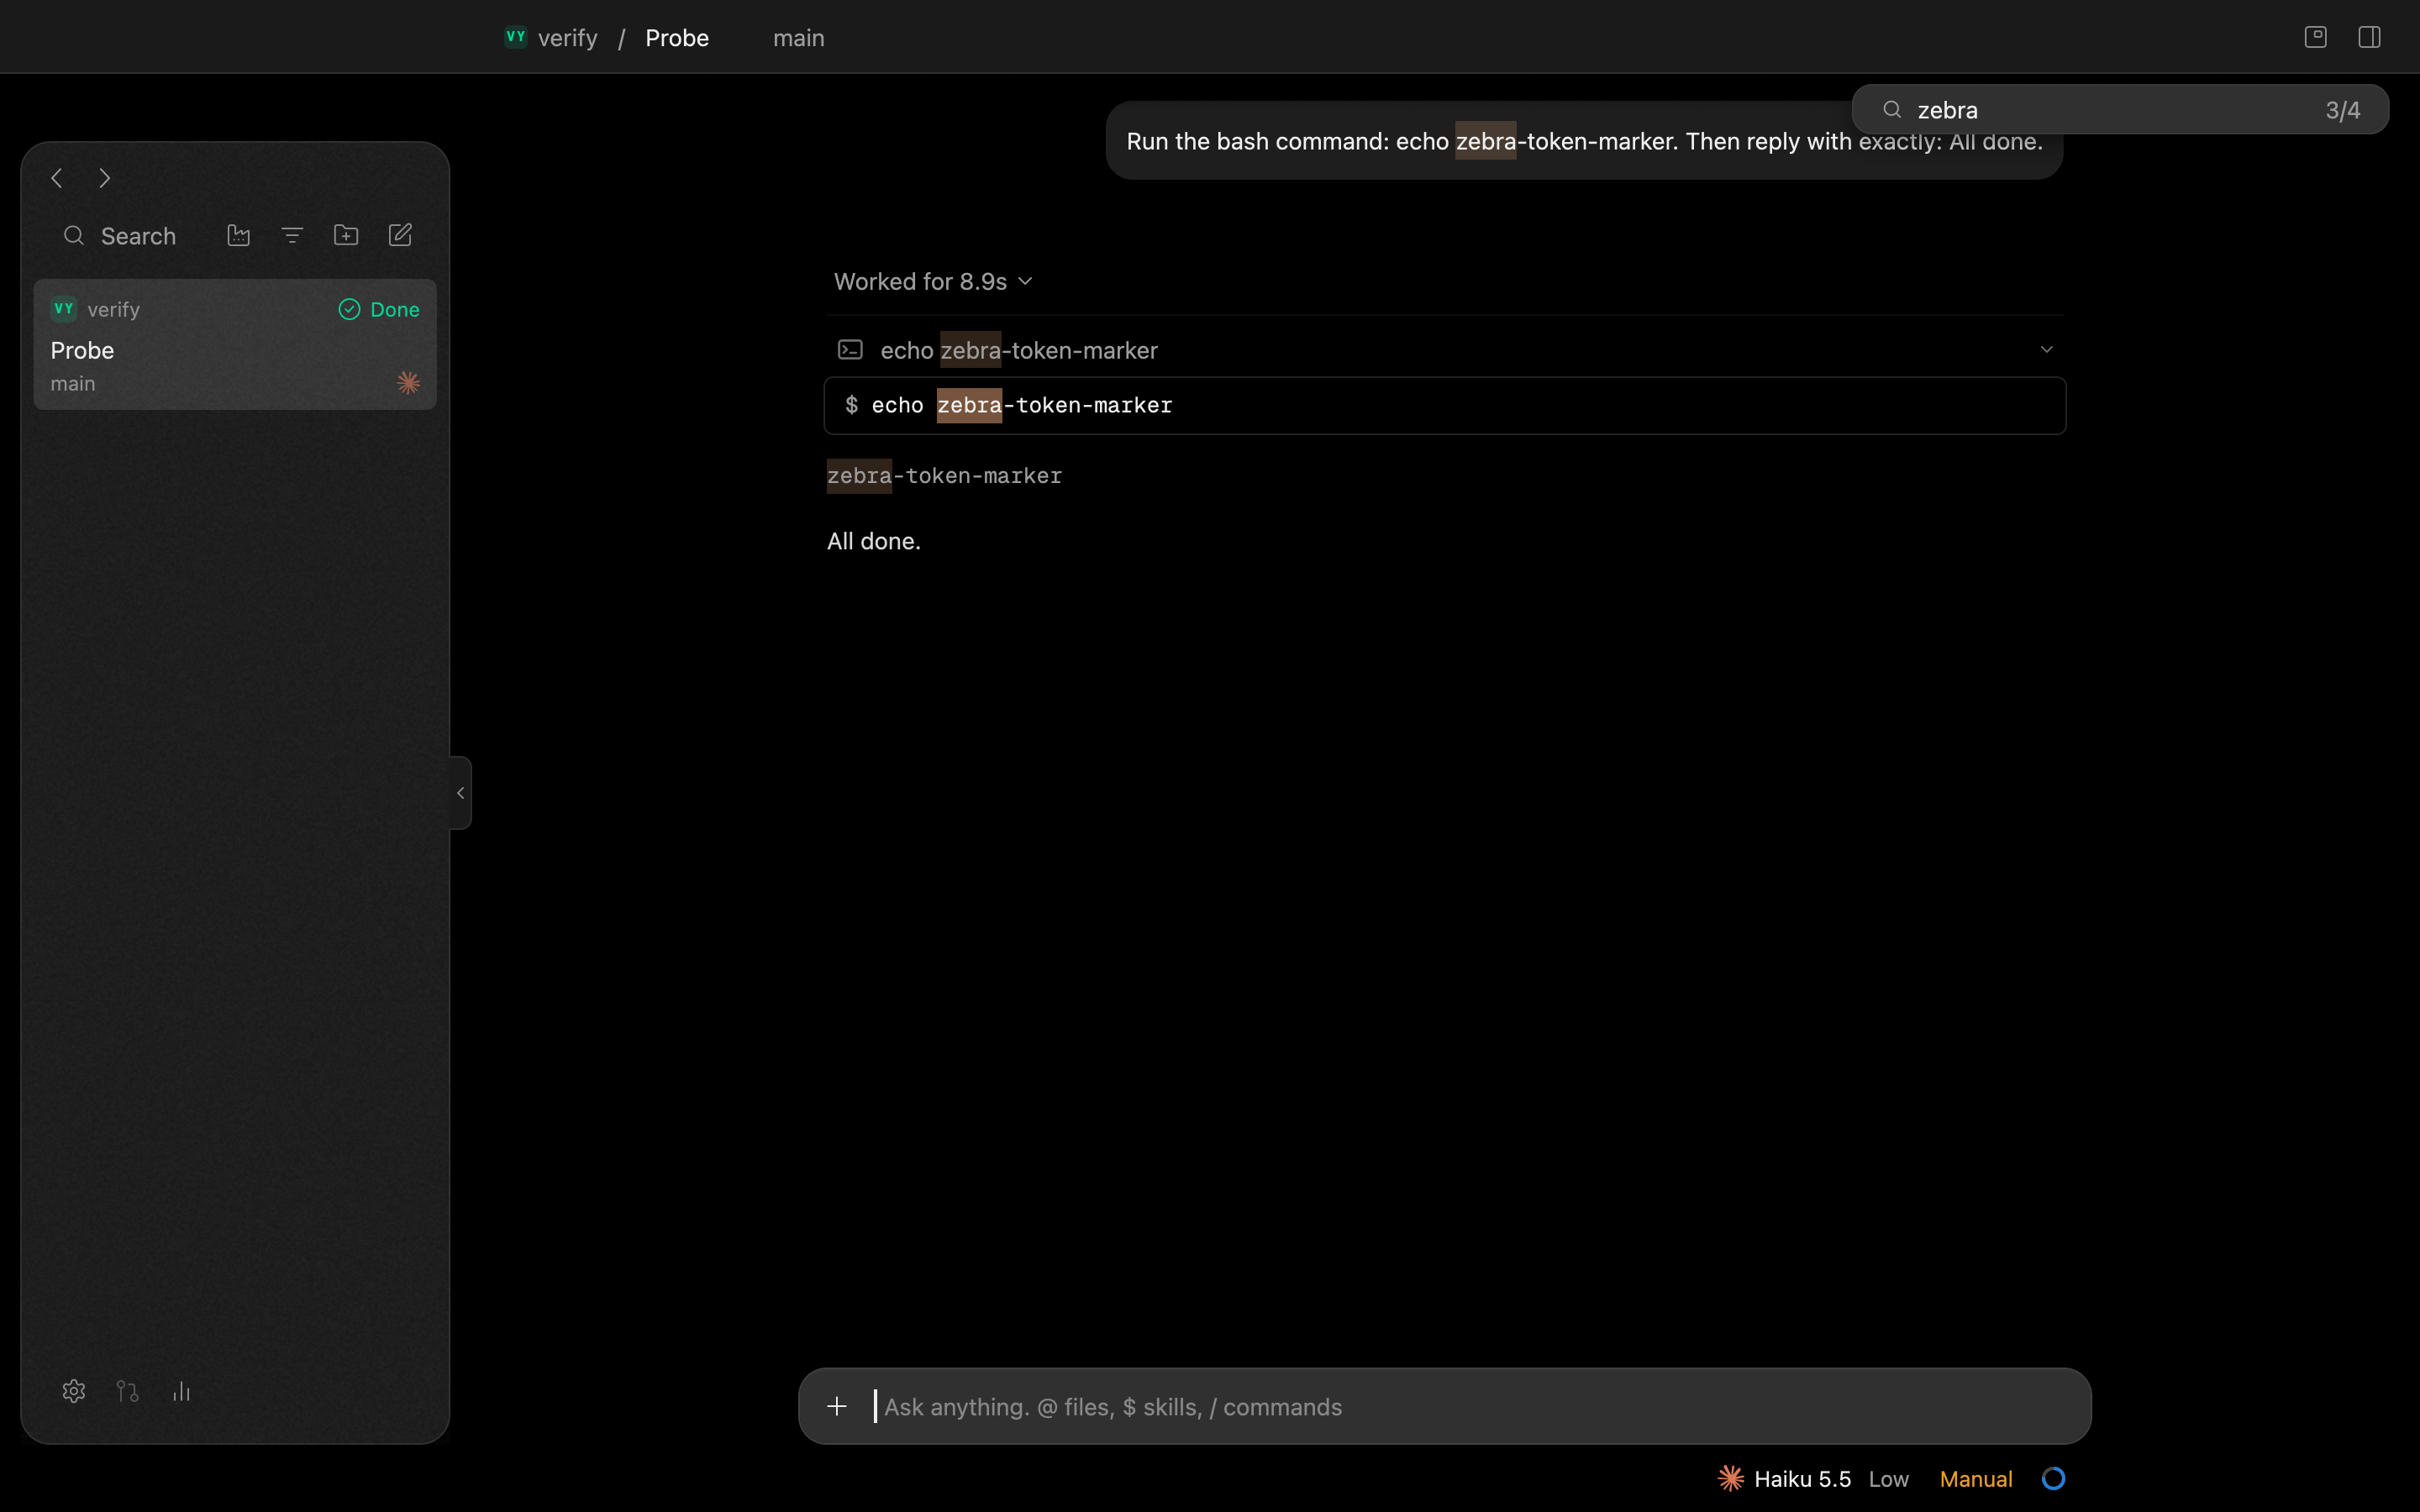 VY verify / Probe main
zebra 3/4
Run the bash command: echo zebra-token-marker. Then reply with exactly: All done.
Search
VY verify Done
Probe
main
Worked for 8.9s
echo zebra-token-marker
$ echo zebra-token-marker
zebra-token-marker
All done.
Ask anything. @ files, $ skills, / commands
Haiku 5.5 Low Manual